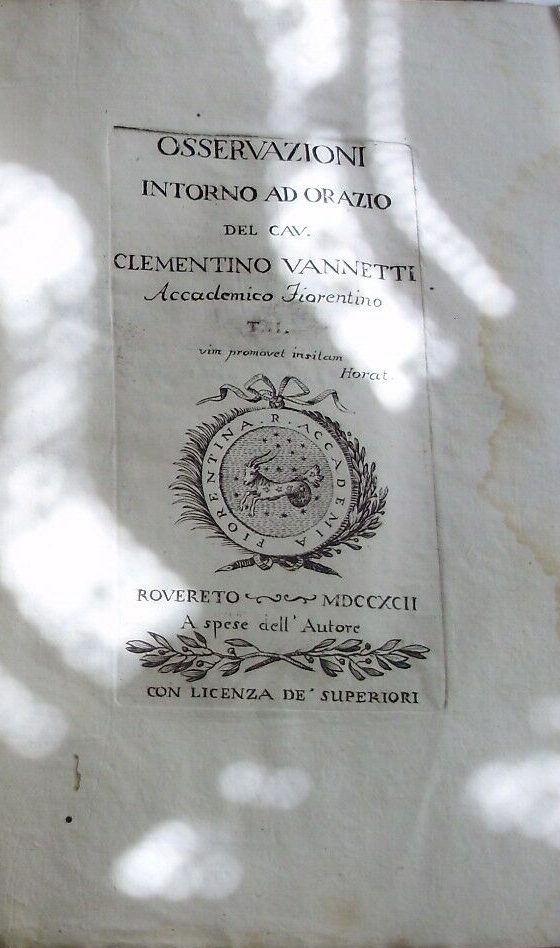 OSSERVAZIONI
INTORNO AD ORAZIO
DEL CAV.
CLEMENTINO VANNETTI
Accademico Fiorentino
T. I.
vim promovet insitam
Horat.
FIORENTINA R. ACCADEMIA
ROVERETO MDCCXCII
A spese dell' Autore
CON LICENZA DE' SUPERIORI